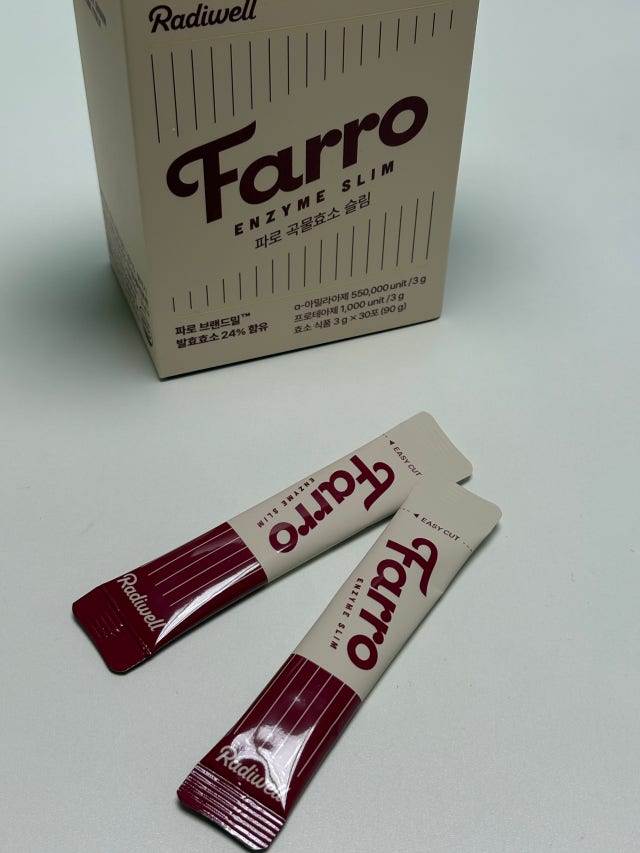 Radiwell
Farro
ENZYME SLIM
파로 곡물효소 슬림
파로 브랜드밀™
발효효소 24% 함유
α-아밀라아제 550,000 unit / 3 g
프로테아제 1,000 unit / 3 g
효소 식품 3 g × 30포 (90 g)
EASY CUT
Farro
ENZYME SLIM
Radiwell
EASY CUT
Farro
ENZYME SLIM
Radiwell